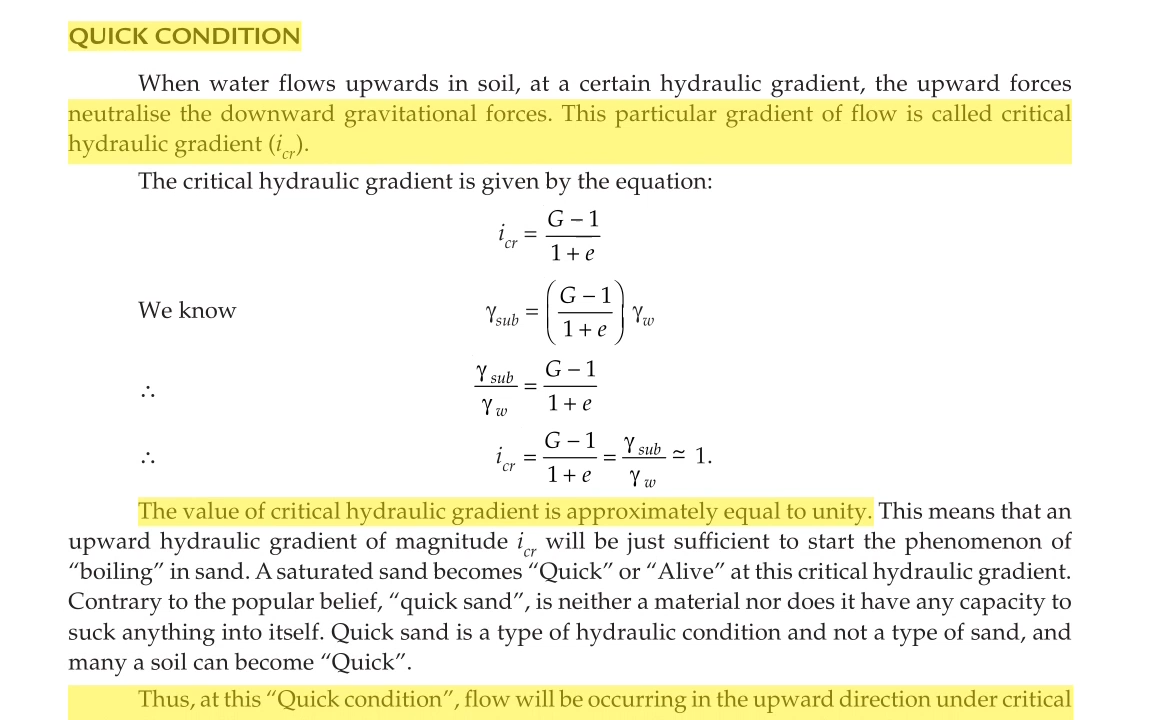 QUICK CONDITION
When water flows upwards in soil, at a certain hydraulic gradient, the upward forces
neutralise the downward gravitational forces. This particular gradient of flow is called critical
hydraulic gradient (i_cr).
The critical hydraulic gradient is given by the equation:
i_cr = (G – 1)/(1 + e)
We know γ_sub = ((G – 1)/(1 + e)) γ_w
∴ γ_sub/γ_w = (G – 1)/(1 + e)
∴ i_cr = (G – 1)/(1 + e) = γ_sub/γ_w ≃ 1.
The value of critical hydraulic gradient is approximately equal to unity. This means that an
upward hydraulic gradient of magnitude i_cr will be just sufficient to start the phenomenon of
“boiling” in sand. A saturated sand becomes “Quick” or “Alive” at this critical hydraulic gradient.
Contrary to the popular belief, “quick sand”, is neither a material nor does it have any capacity to
suck anything into itself. Quick sand is a type of hydraulic condition and not a type of sand, and
many a soil can become “Quick”.
Thus, at this “Quick condition”, flow will be occurring in the upward direction under critical